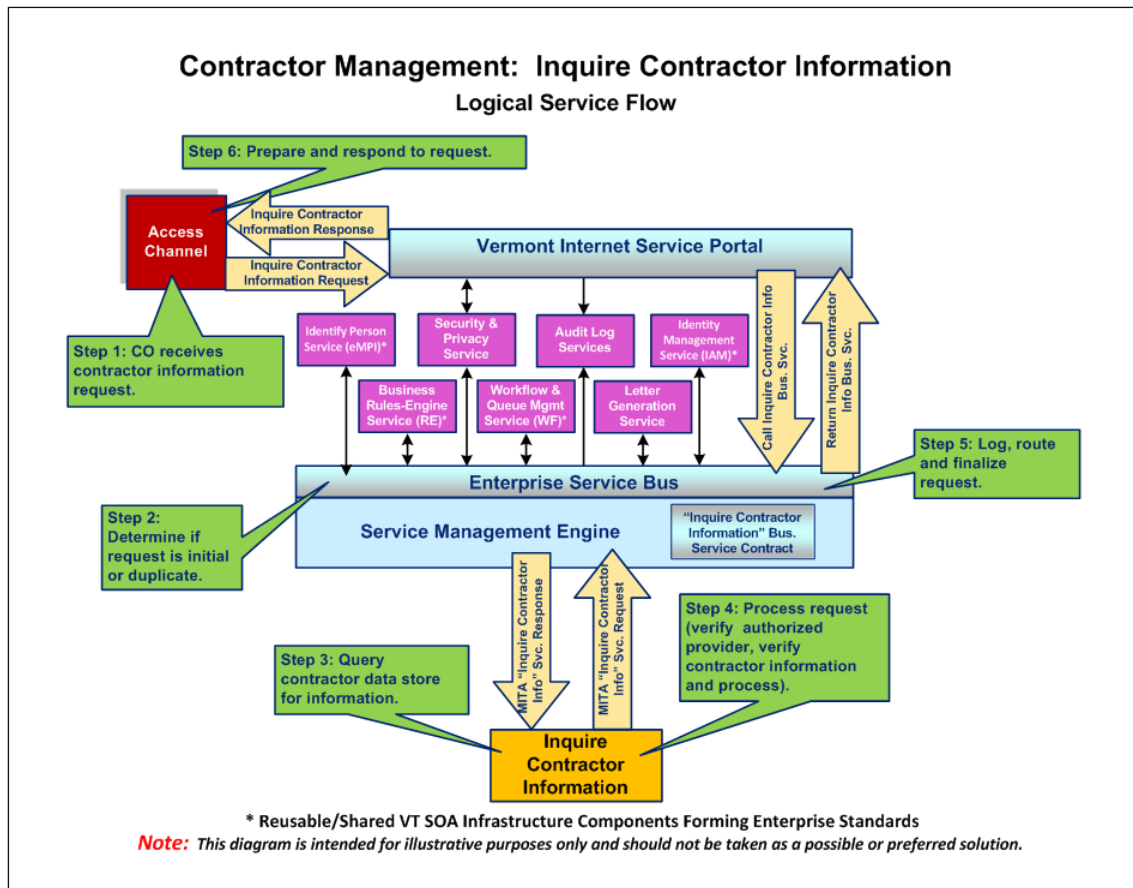 Contractor Management:  Inquire Contractor Information
Logical Service Flow
Step 6: Prepare and respond to request.
Access
Channel
Inquire Contractor
Information Response
Inquire Contractor
Information Request
Vermont Internet Service Portal
Step 1: CO receives
contractor information
request.
Identify Person
Service (eMPI)*
Security &
Privacy
Service
Audit Log
Services
Identity
Management
Service (IAM)*
Business
Rules-Engine
Service (RE)*
Workflow &
Queue Mgmt
Service (WF)*
Letter
Generation
Service
Call Inquire Contractor Info
Bus. Svc.
Return Inquire Contractor
Info Bus. Svc.
Step 5: Log, route
and finalize
request.
Enterprise Service Bus
Step 2:
Determine if
request is initial
or duplicate.
Service Management Engine
“Inquire Contractor
Information” Bus.
Service Contract
MITA “Inquire Contractor
Info” Svc. Response
MITA “Inquire Contractor
Info” Svc. Request
Step 3: Query
contractor data store
for information.
Step 4: Process request
(verify  authorized
provider, verify
contractor information
and process).
Inquire
Contractor
Information
* Reusable/Shared VT SOA Infrastructure Components Forming Enterprise Standards
Note:  This diagram is intended for illustrative purposes only and should not be taken as a possible or preferred solution.